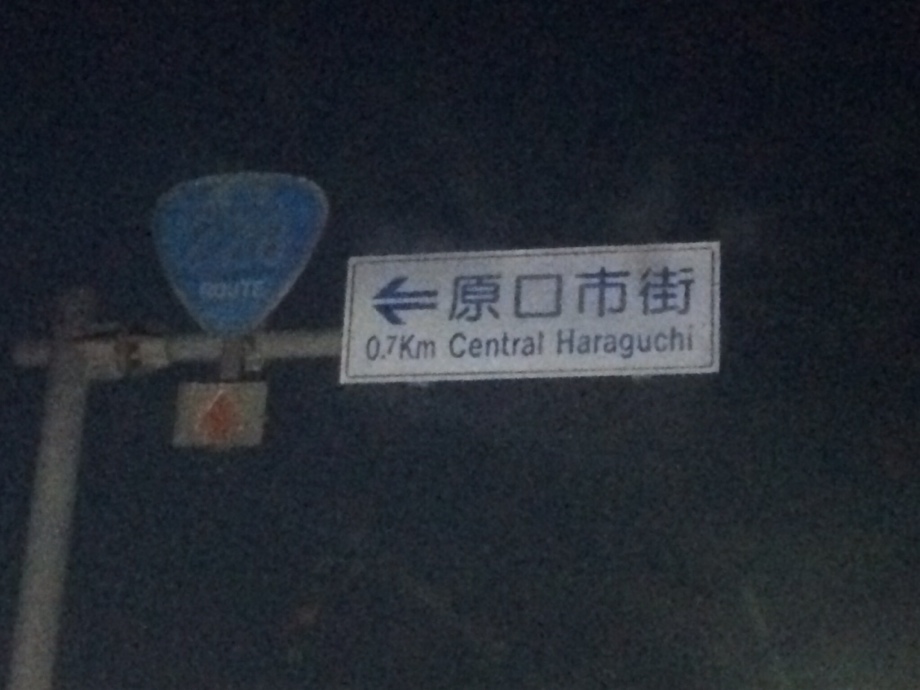 ROUTE
原口市街
0.7Km Central Haraguchi